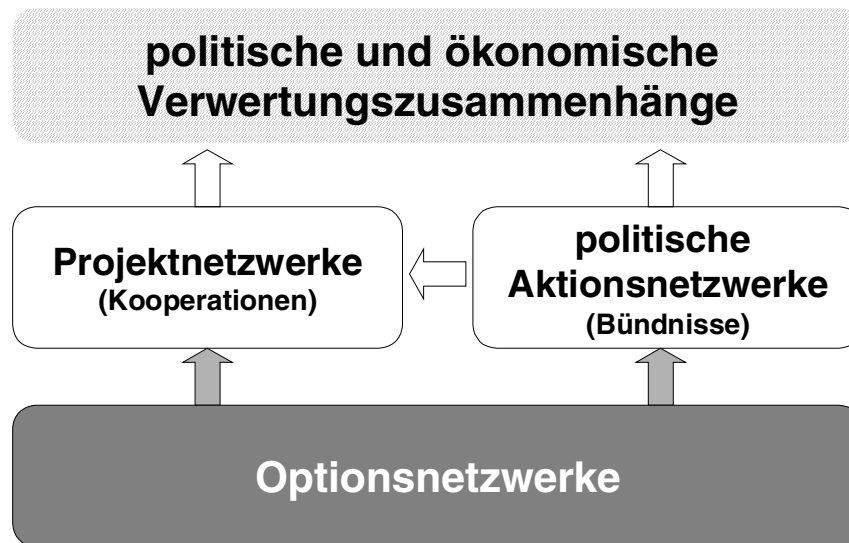 politische und ökonomische
Verwertungszusammenhänge
Projektnetzwerke
(Kooperationen)
politische
Aktionsnetzwerke
(Bündnisse)
Optionsnetzwerke